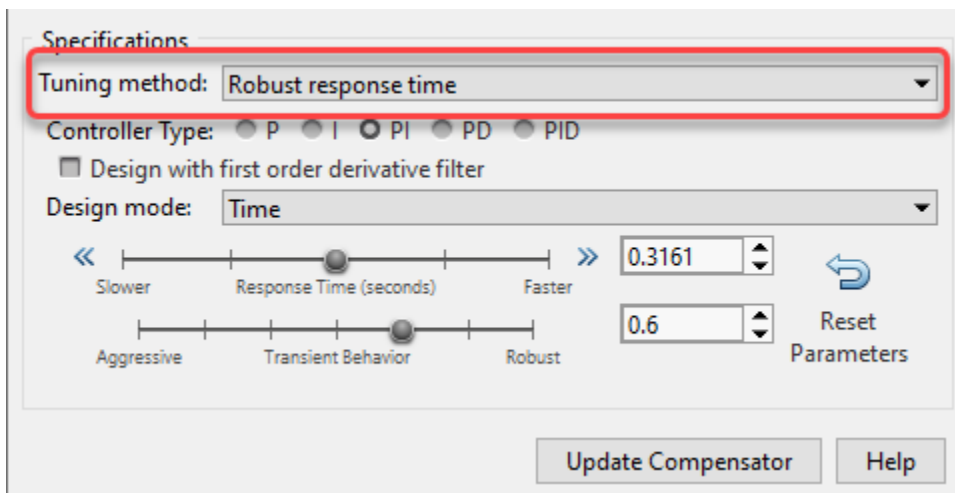 Specifications
Tuning method: Robust response time
Controller Type: P I PI PD PID
Design with first order derivative filter
Design mode: Time
0.3161
Slower Response Time (seconds) Faster
0.6
Aggressive Transient Behavior Robust
Reset
Parameters
Update Compensator Help